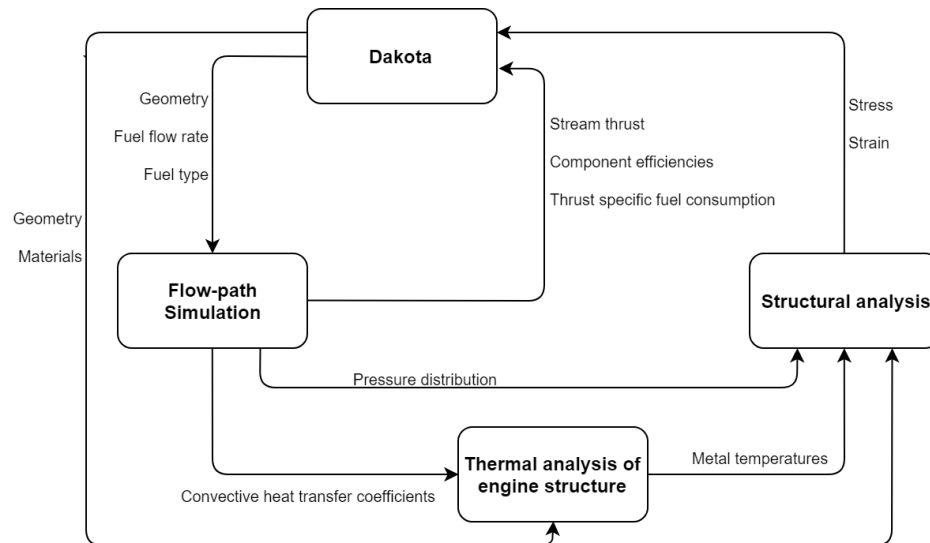 Dakota
Geometry
Fuel flow rate
Fuel type
Stream thrust
Component efficiencies
Thrust specific fuel consumption
Stress
Strain
Geometry
Materials
Flow-path
Simulation
Structural analysis
Pressure distribution
Thermal analysis of
engine structure
Metal temperatures
Convective heat transfer coefficients